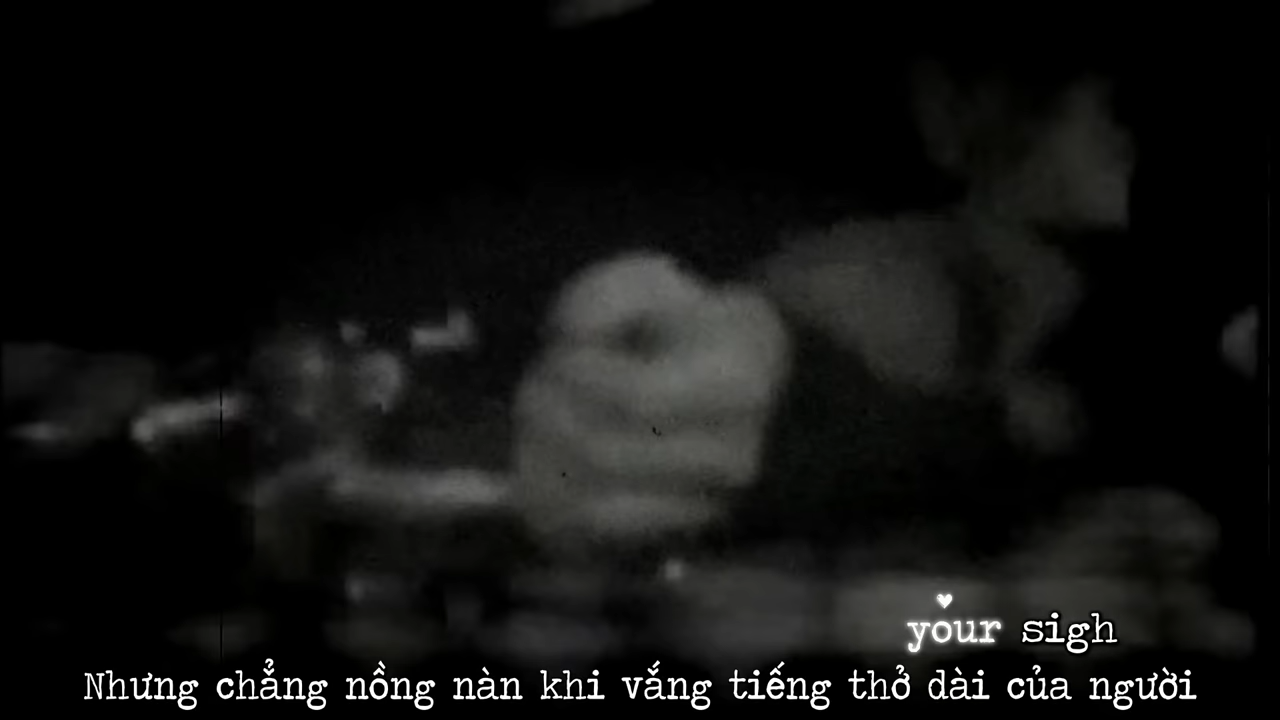 your sigh
Nhưng chẳng nồng nàn khi vắng tiếng thở dài của người